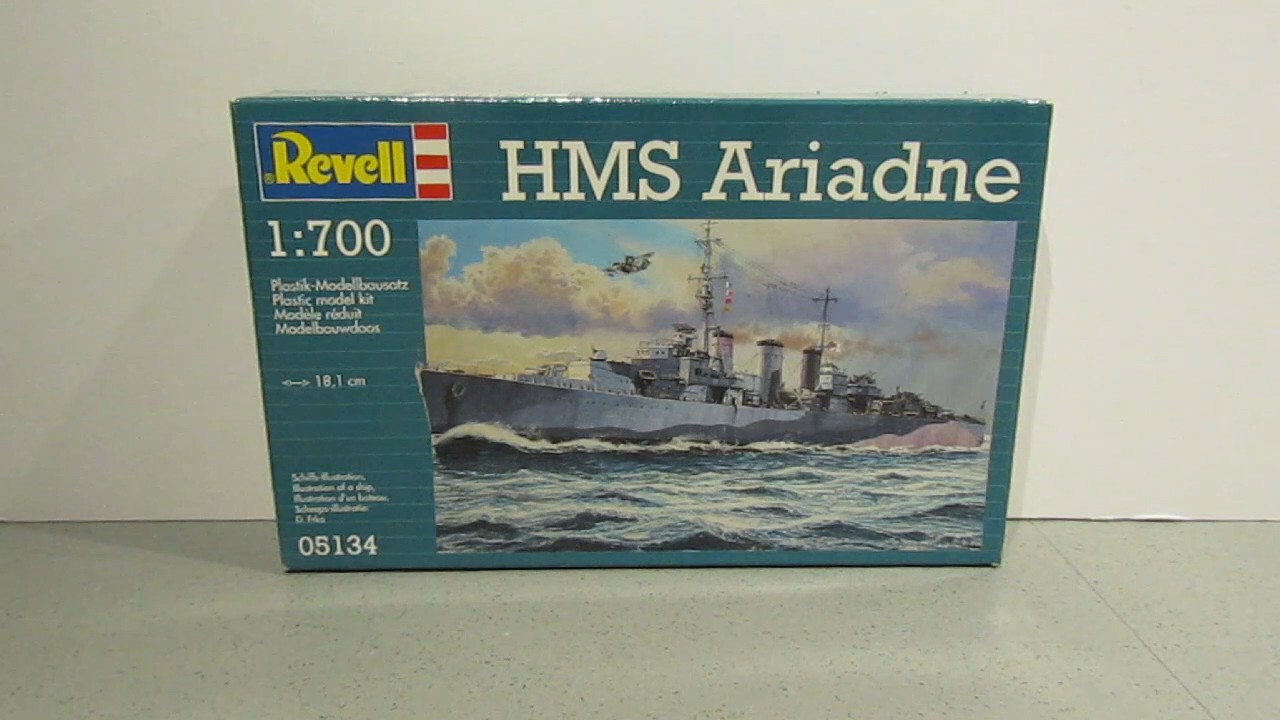 ®Revell
HMS Ariadne
1:700
Plastik-Modellbausatz
Plastic model kit
Modèle réduit
Modelbouwdoos
<—> 18,1 cm
Schiffs-Illustration,
Illustration of a ship,
Illustration d'un bateau,
Scheeps-illustratie:
05134